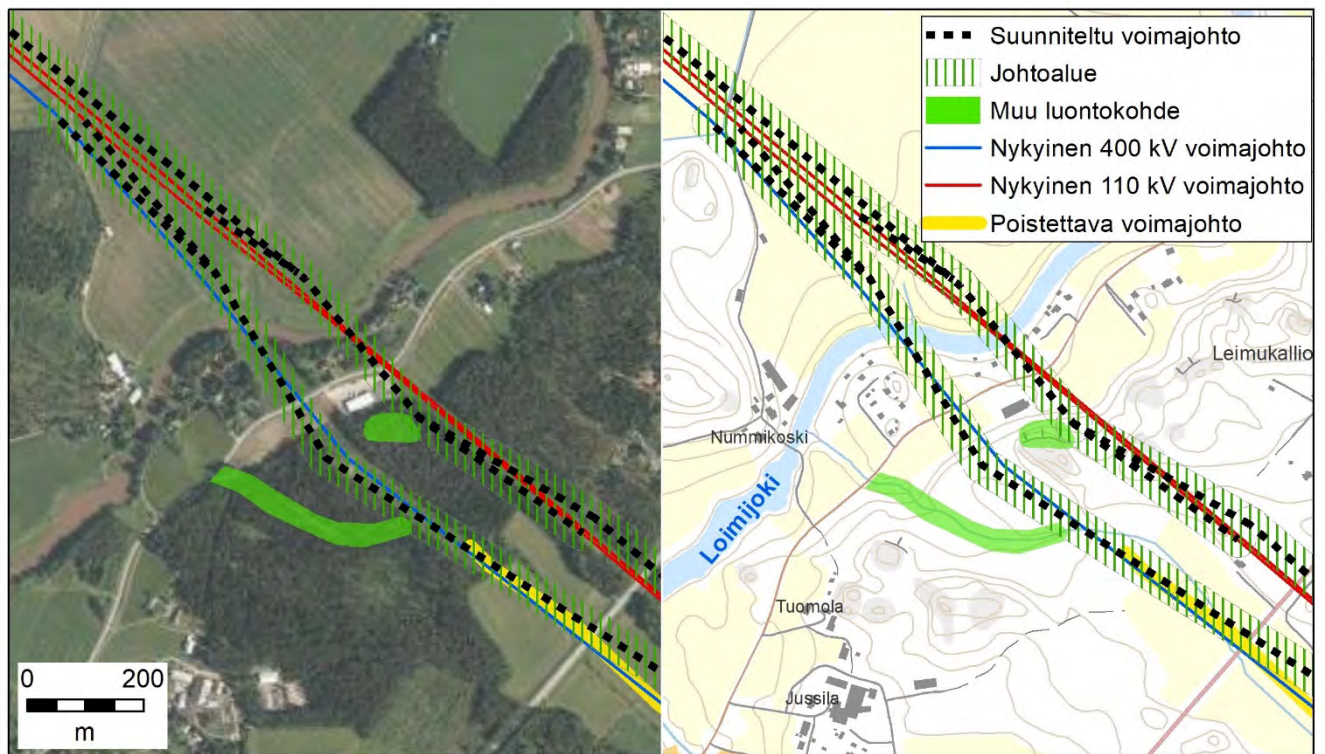 Suunniteltu voimajohto
Johtoalue
Muu luontokohde
Nykyinen 400 kV voimajohto
Nykyinen 110 kV voimajohto
Poistettava voimajohto
Leimukallio
Nummikoski
Loimijoki
Tuomola
Jussila
0 200
m